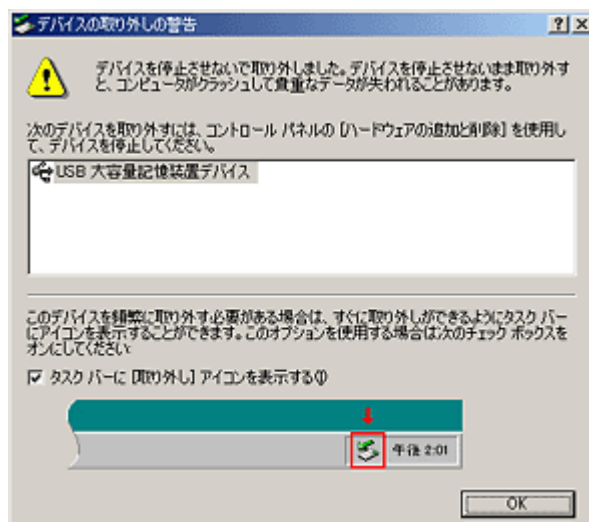 デバイスの取り外しの警告
デバイスを停止させないで取り外しました。デバイスを停止させないまま取り外す
と、コンピュータがクラッシュして貴重なデータが失われることがあります。
次のデバイスを取り外すには、コントロール パネルの [ハードウェアの追加と削除] を使用し
て、デバイスを停止してください。
USB 大容量記憶装置デバイス
このデバイスを頻繁に取り外す必要がある場合は、すぐに取り外しができるようにタスク バー
にアイコンを表示することができます。このオプションを使用する場合は次のチェック ボックスを
オンにしてください:
タスク バーに [取り外し] アイコンを表示する(I)
午後 2:01
OK